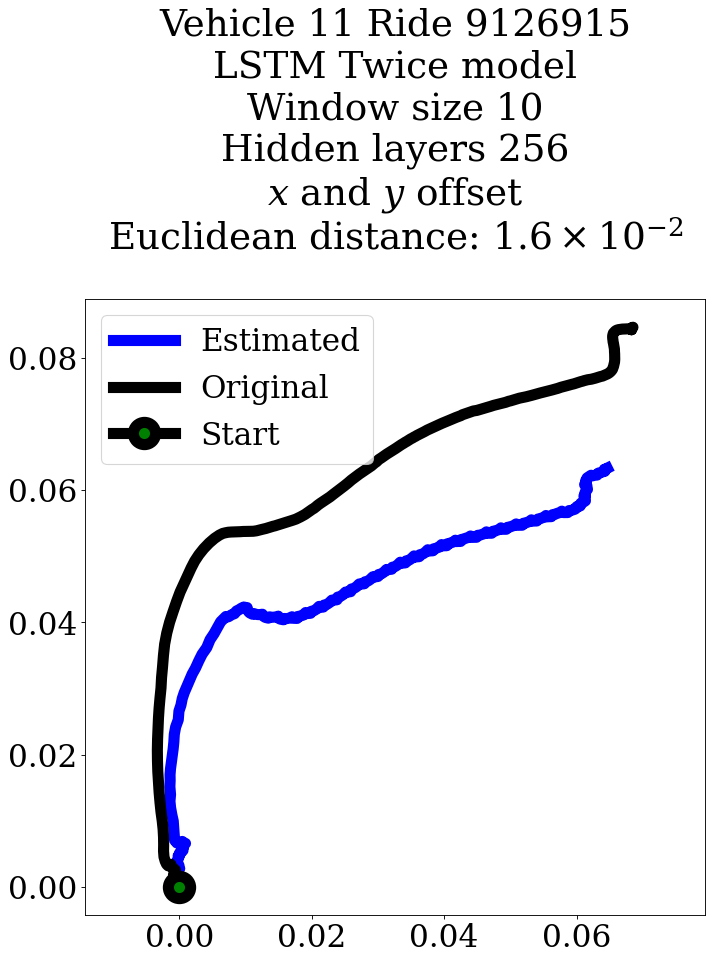 Vehicle 11 Ride 9126915
LSTM Twice model
Window size 10
Hidden layers 256
x and y offset
Euclidean distance: 1.6 × 10⁻²
Estimated
Original
Start
0.08
0.06
0.04
0.02
0.00
0.00 0.02 0.04 0.06